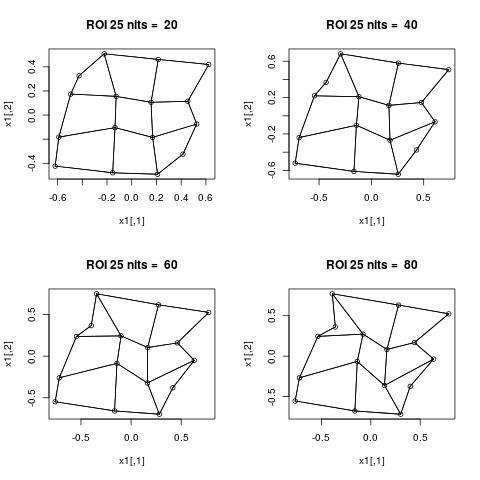 ROI 25 nits = 20
ROI 25 nits = 40
x1[,2]
0.4
0.2
0.0
-0.4
-0.6 -0.2 0.0 0.2 0.4 0.6
x1[,1]
x1[,2]
0.6
0.2
-0.2
-0.6
-0.5 0.0 0.5
x1[,1]
ROI 25 nits = 60
ROI 25 nits = 80
x1[,2]
0.5
0.0
-0.5
-0.5 0.0 0.5
x1[,1]
x1[,2]
0.5
0.0
-0.5
-0.5 0.0 0.5
x1[,1]